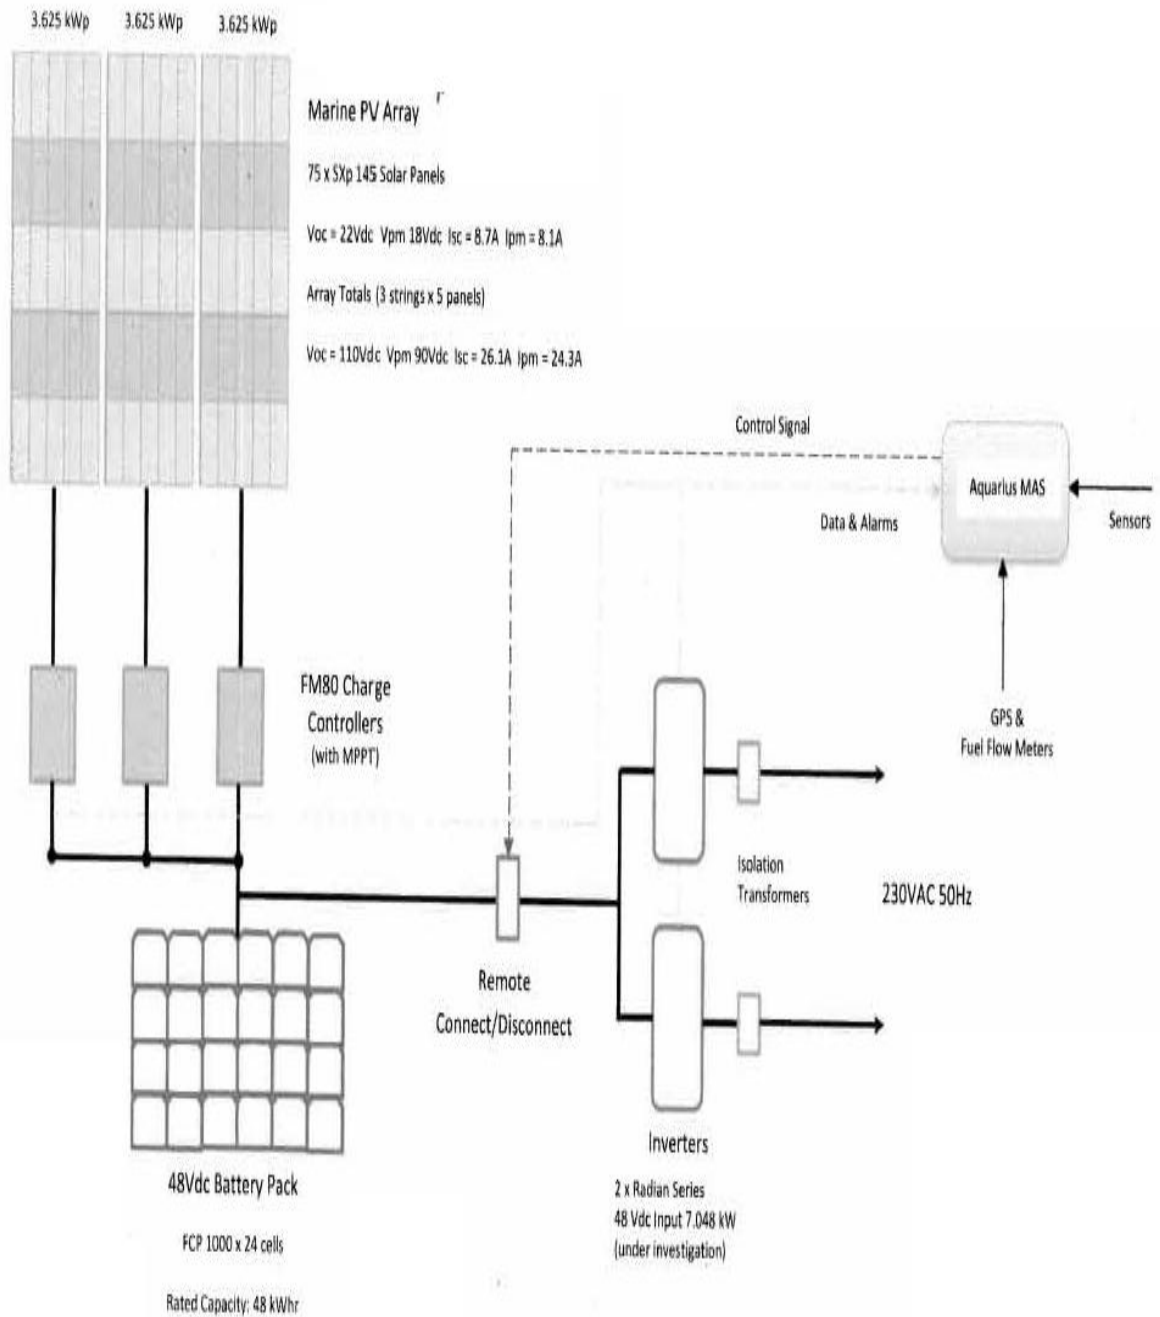 3.625 kWp 3.625 kWp 3.625 kWp
Marine PV Array
75 x SXp 145 Solar Panels
Voc = 22Vdc Vpm 18Vdc Isc = 8.7A Ipm = 8.1A
Array Totals (3 strings x 5 panels)
Voc = 110Vdc Vpm 90Vdc Isc = 26.1A Ipm = 24.3A
Control Signal
Aquarius MAS
Data & Alarms
Sensors
FM80 Charge
Controllers
(with MPPT)
GPS &
Fuel Flow Meters
Isolation
Transformers
230VAC 50Hz
Remote
Connect/Disconnect
Inverters
2 x Radian Series
48 Vdc Input 7.048 kW
(under investigation)
48Vdc Battery Pack
FCP 1000 x 24 cells
Rated Capacity: 48 kWhr